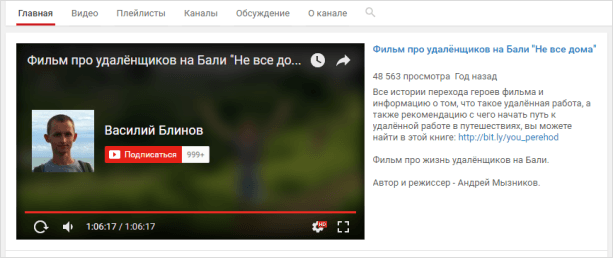 Главная Видео Плейлисты Каналы Обсуждение О канале
Фильм про удалёнщиков на Бали "Не все до...
Василий Блинов
Подписаться 999+
1:06:17 / 1:06:17
HD
Фильм про удалёнщиков на Бали "Не все дома"
48 563 просмотра Год назад
Все истории перехода героев фильма и
информацию о том, что такое удалённая работа, а
также рекомендацию с чего начать путь к
удалённой работе в путешествиях, вы можете
найти в этой книге: http://bit.ly/you_perehod
Фильм про жизнь удалёнщиков на Бали.
Автор и режиссер - Андрей Мызников.